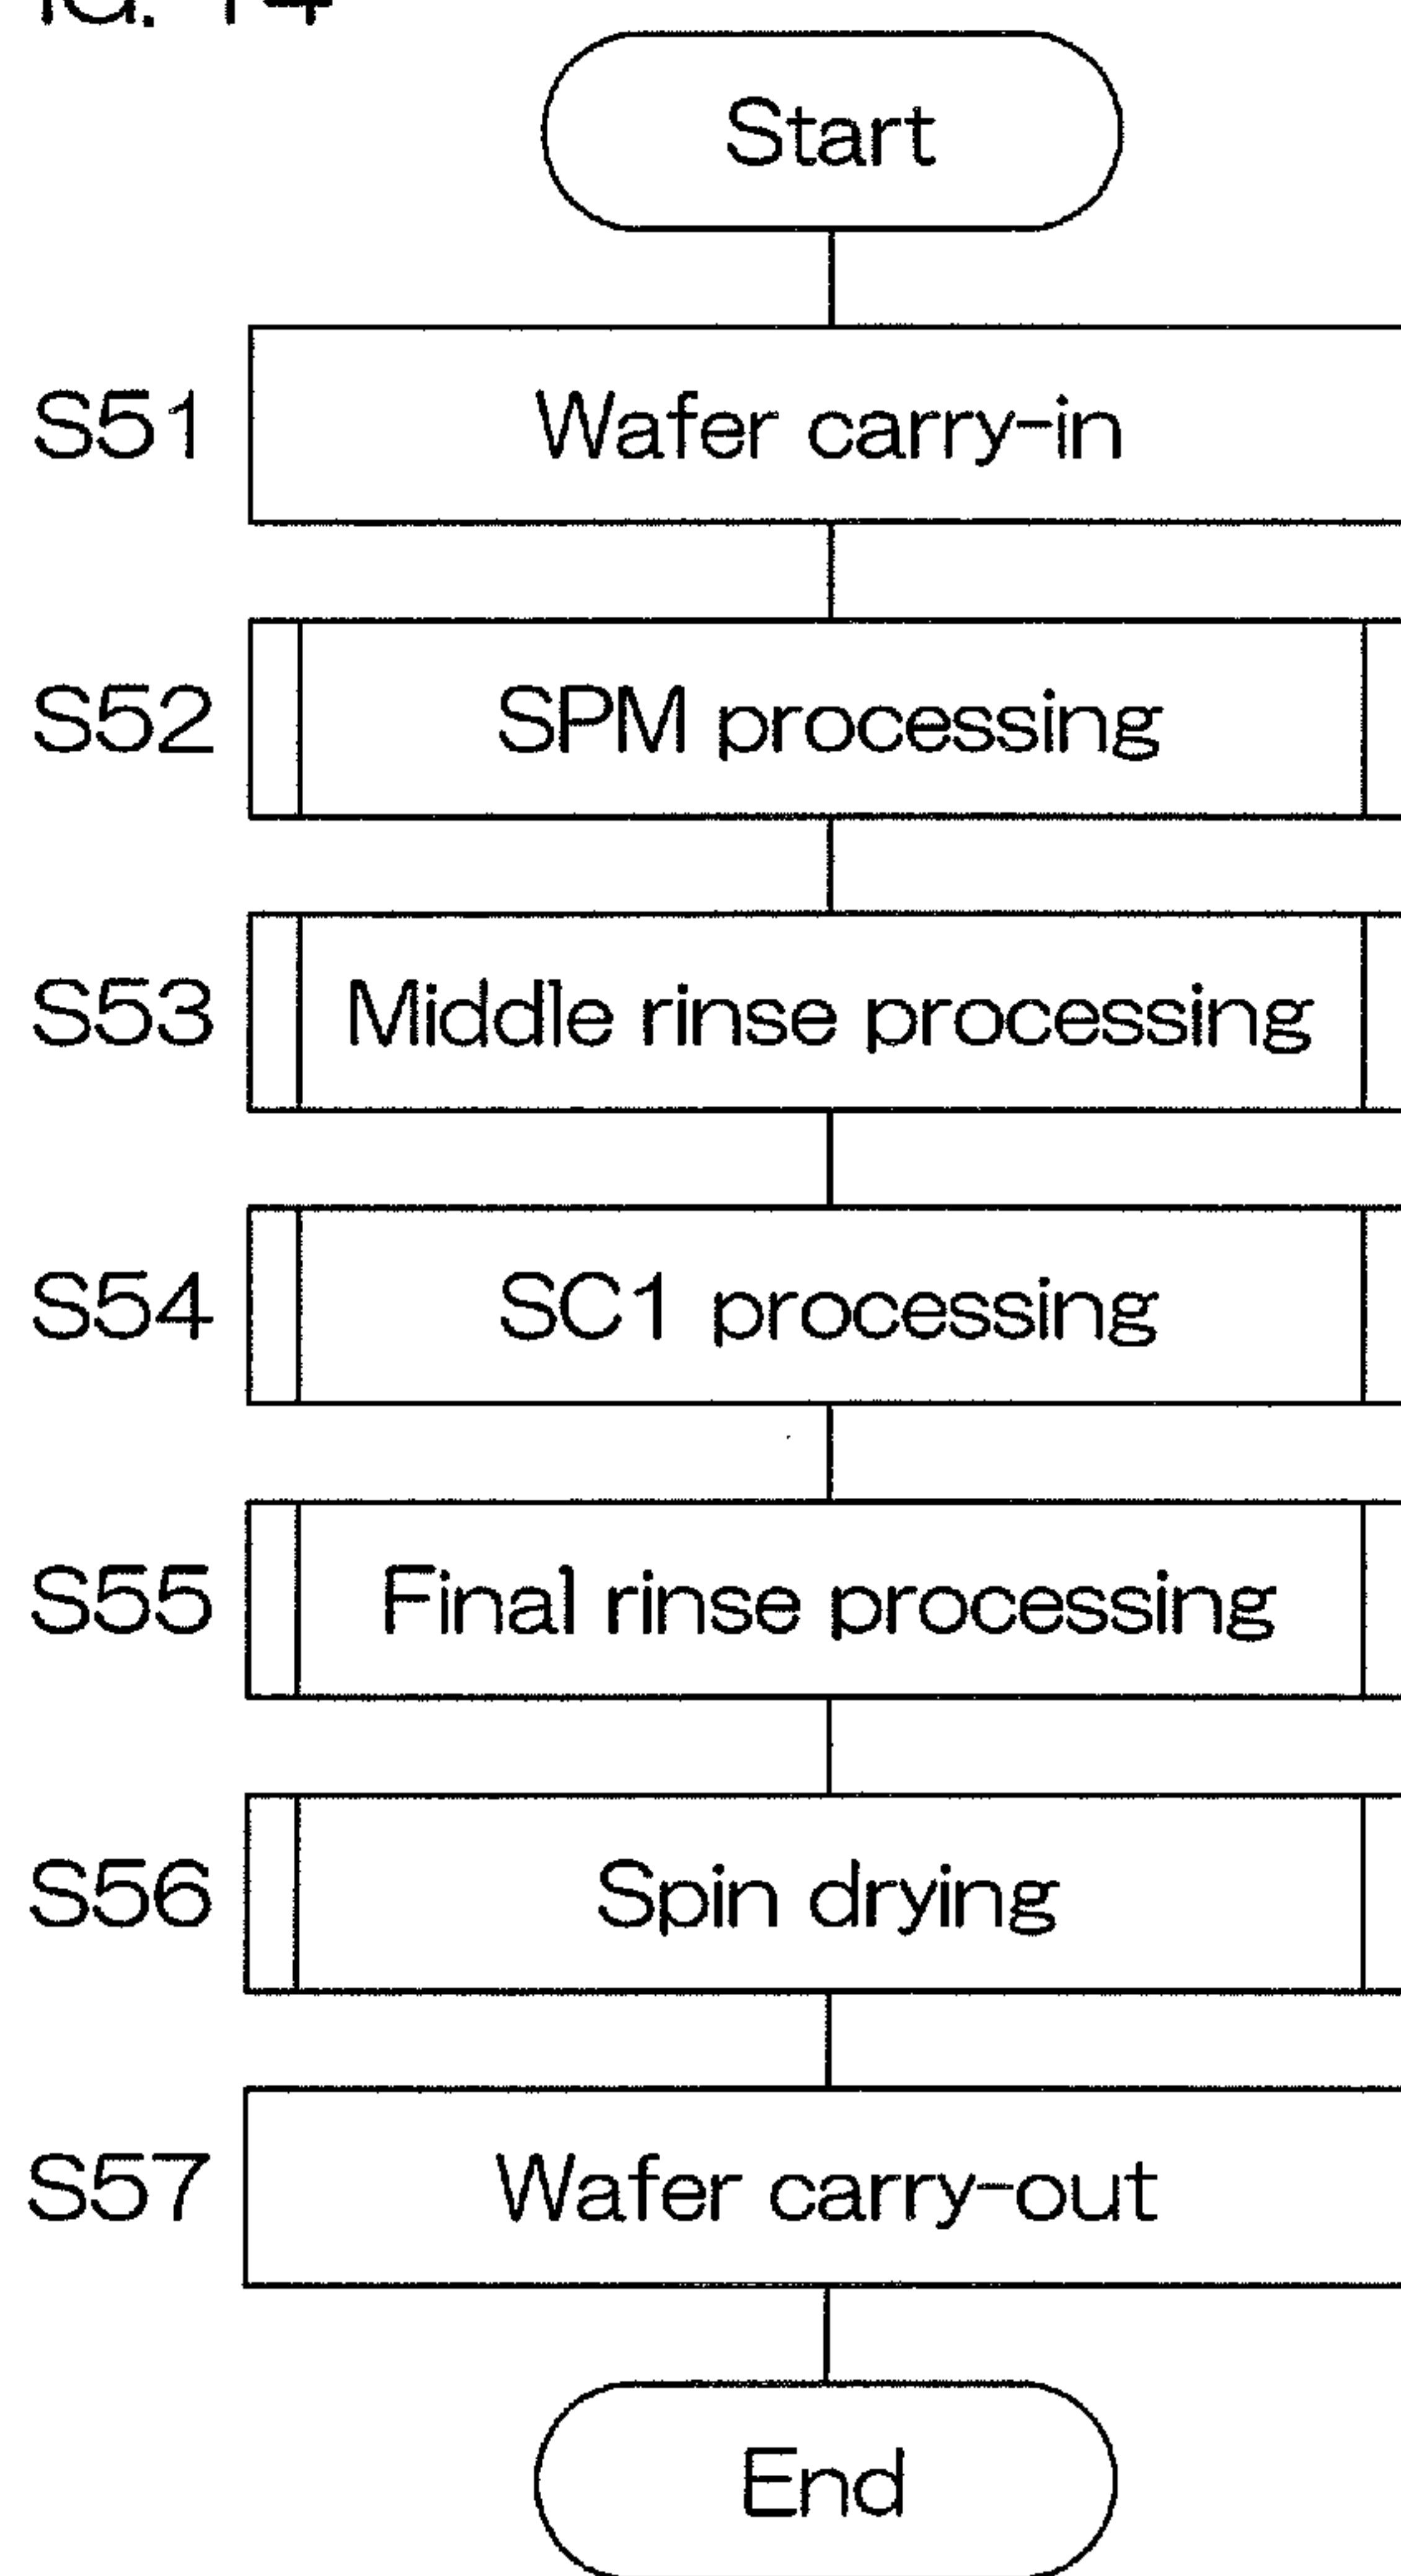 Start
S51 Wafer carry-in
S52 SPM processing
S53 Middle rinse processing
S54 SC1 processing
S55 Final rinse processing
S56 Spin drying
S57 Wafer carry-out
End